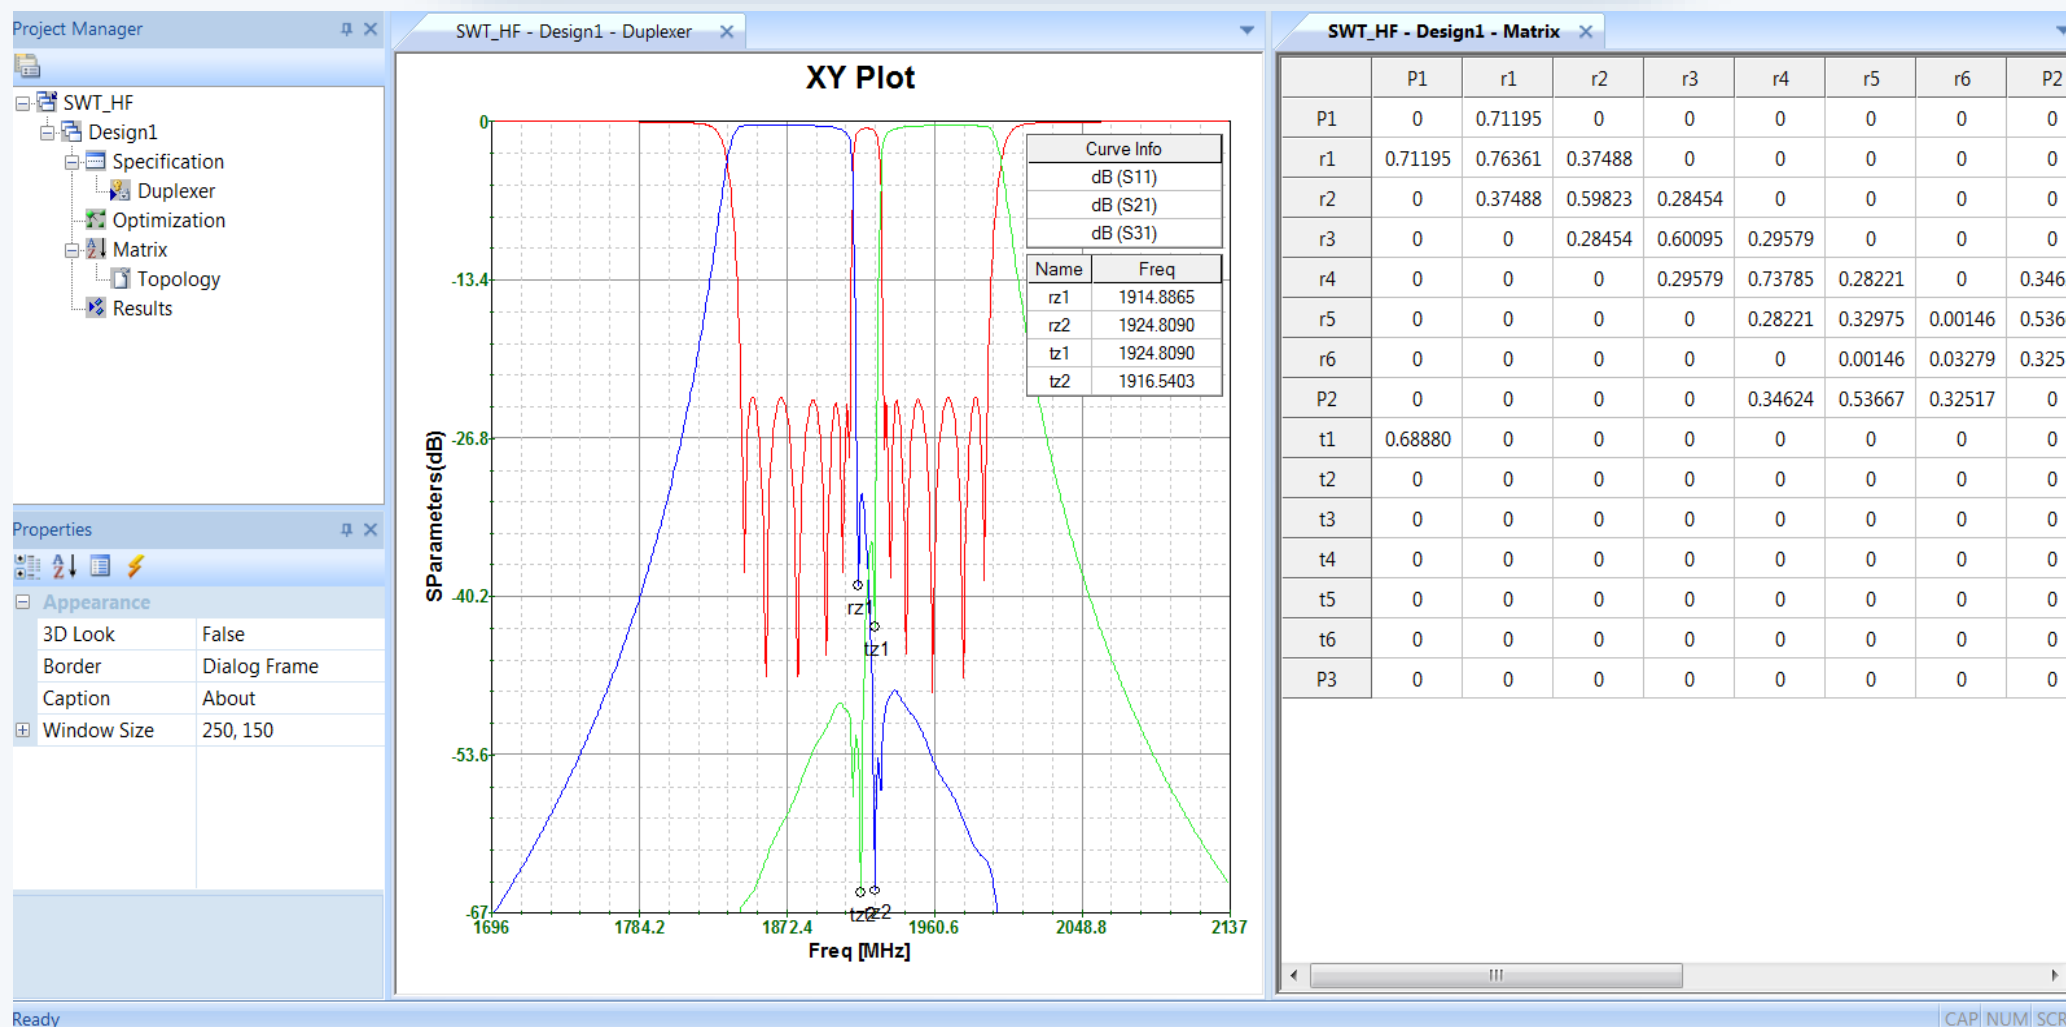 Project Manager
SWT_HF
Design1
Specification
Duplexer
Optimization
Matrix
Topology
Results
Properties
Appearance
3D Look False
Border Dialog Frame
Caption About
Window Size 250, 150
SWT_HF - Design1 - Duplexer
XY Plot
SParameters(dB)
0
-13.4
-26.8
-40.2
-53.6
-67
1696 1784.2 1872.4 1960.6 2048.8 2137
Freq [MHz]
Curve Info
dB (S11)
dB (S21)
dB (S31)
Name Freq
rz1 1914.8865
rz2 1924.8090
tz1 1924.8090
tz2 1916.5403
tz1
SWT_HF - Design1 - Matrix
P1 r1 r2 r3 r4 r5 r6 P2
P1 0 0.71195 0 0 0 0 0 0
r1 0.71195 0.76361 0.37488 0 0 0 0 0
r2 0 0.37488 0.59823 0.28454 0 0 0 0
r3 0 0 0.28454 0.60095 0.29579 0 0 0
r4 0 0 0 0.29579 0.73785 0.28221 0 0.346
r5 0 0 0 0 0.28221 0.32975 0.00146 0.536
r6 0 0 0 0 0 0.00146 0.03279 0.325
P2 0 0 0 0 0.34624 0.53667 0.32517 0
t1 0.68880 0 0 0 0 0 0 0
t2 0 0 0 0 0 0 0 0
t3 0 0 0 0 0 0 0 0
t4 0 0 0 0 0 0 0 0
t5 0 0 0 0 0 0 0 0
t6 0 0 0 0 0 0 0 0
P3 0 0 0 0 0 0 0 0
Ready
CAP NUM SCR